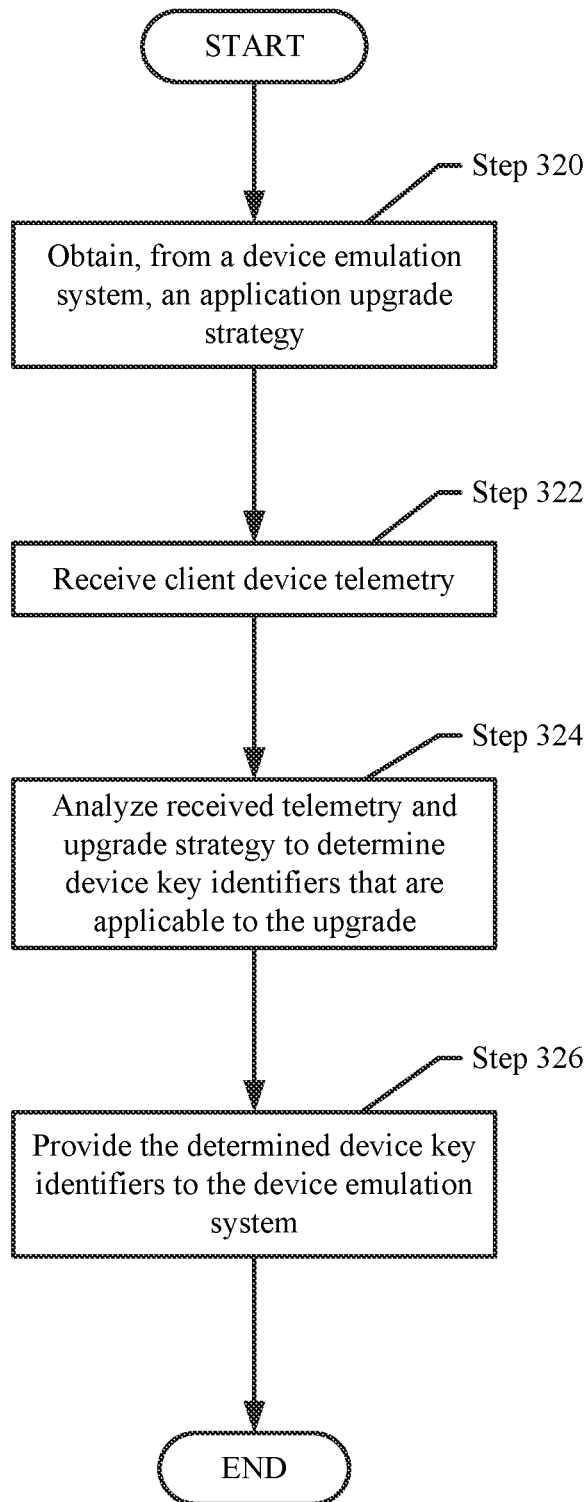 START
Step 320
Obtain, from a device emulation
system, an application upgrade
strategy
Step 322
Receive client device telemetry
Step 324
Analyze received telemetry and
upgrade strategy to determine
device key identifiers that are
applicable to the upgrade
Step 326
Provide the determined device key
identifiers to the device emulation
system
END